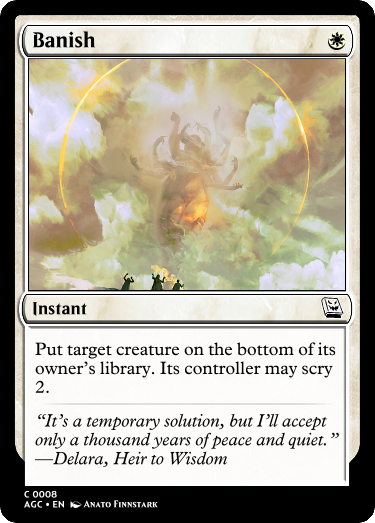 Banish
Instant
Put target creature on the bottom of its
owner's library. Its controller may scry
2.
"It's a temporary solution, but I'll accept
only a thousand years of peace and quiet."
—Delara, Heir to Wisdom
C 0008
AGC • EN Anato Finnstark